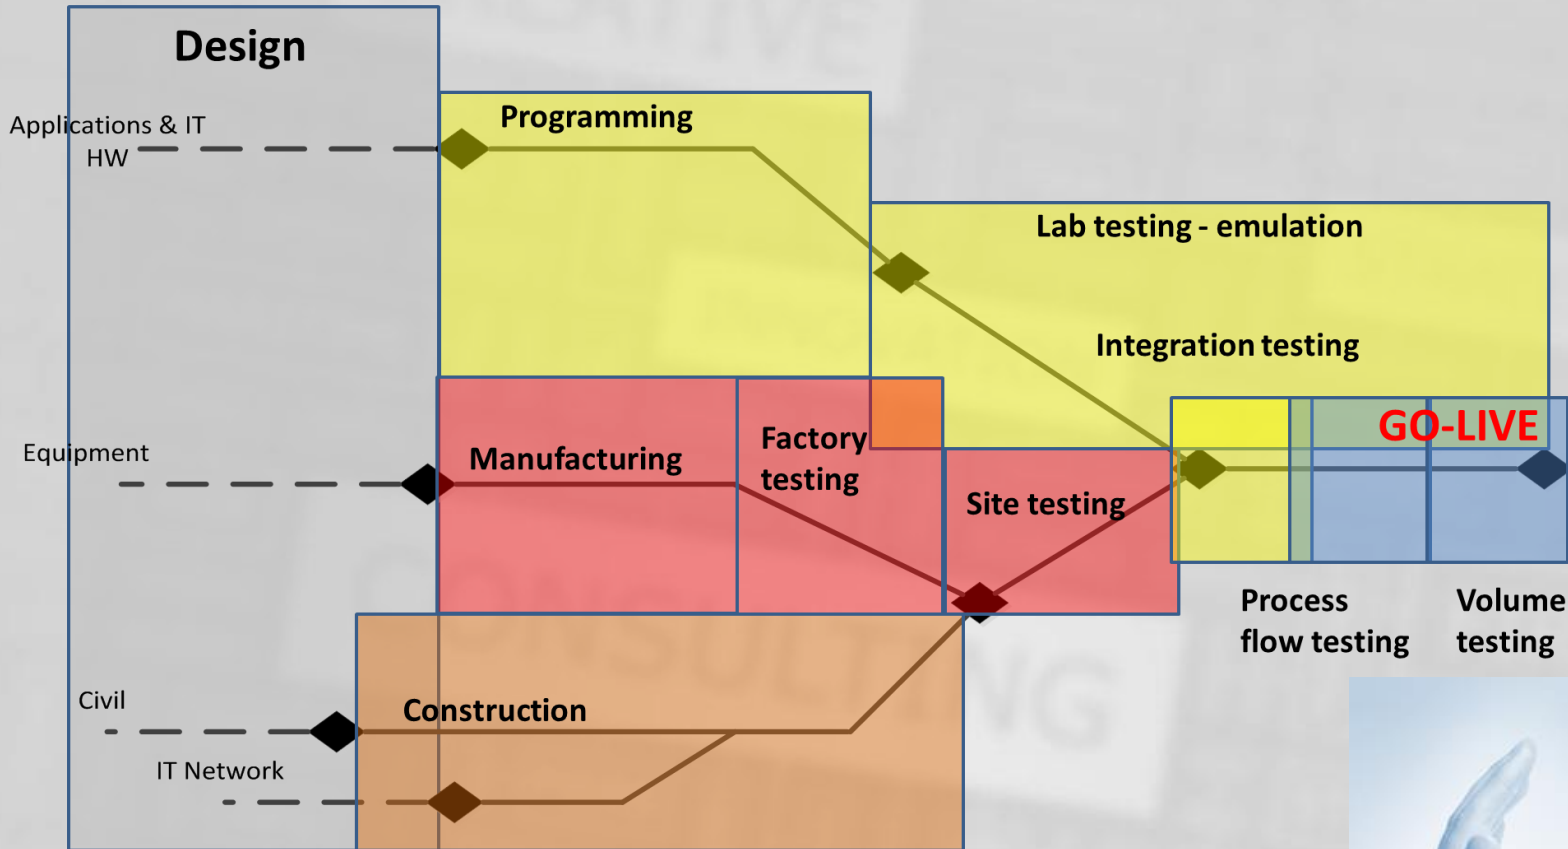 Design
Applications & IT
HW
Programming
Lab testing - emulation
Integration testing
GO-LIVE
Equipment
Manufacturing
Factory
testing
Site testing
Process
flow testing
Volume
testing
Civil
Construction
IT Network
CONSULTING